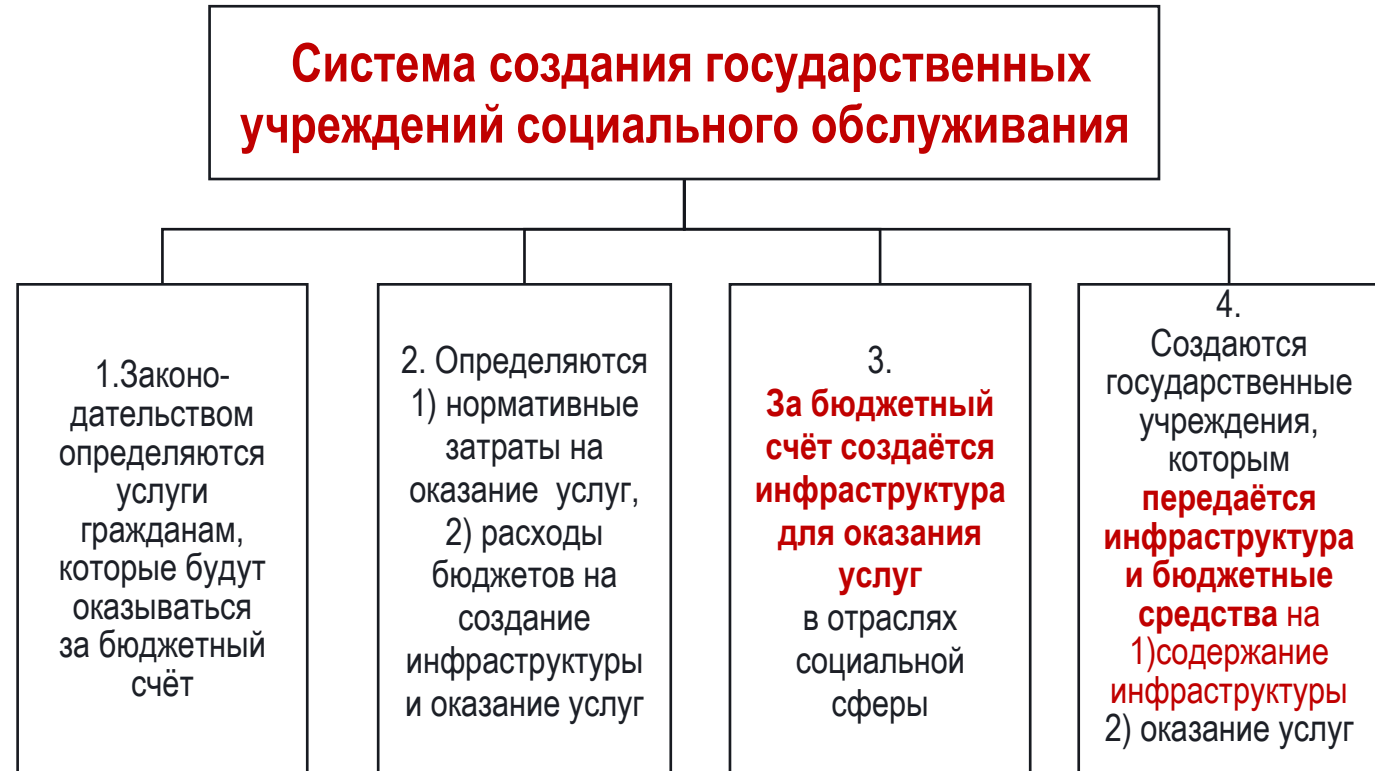 Система создания государственных
учреждений социального обслуживания
1.Законо-
дательством
определяются
услуги
гражданам,
которые будут
оказываться
за бюджетный
счёт
2. Определяются
1) нормативные
затраты на
оказание услуг,
2) расходы
бюджетов на
создание
инфраструктуры
и оказание услуг
3.
За бюджетный
счёт создаётся
инфраструктура
для оказания
услуг
в отраслях
социальной
сферы
4.
Создаются
государственные
учреждения,
которым
передаётся
инфраструктура
и бюджетные
средства на
1)содержание
инфраструктуры
2) оказание услуг